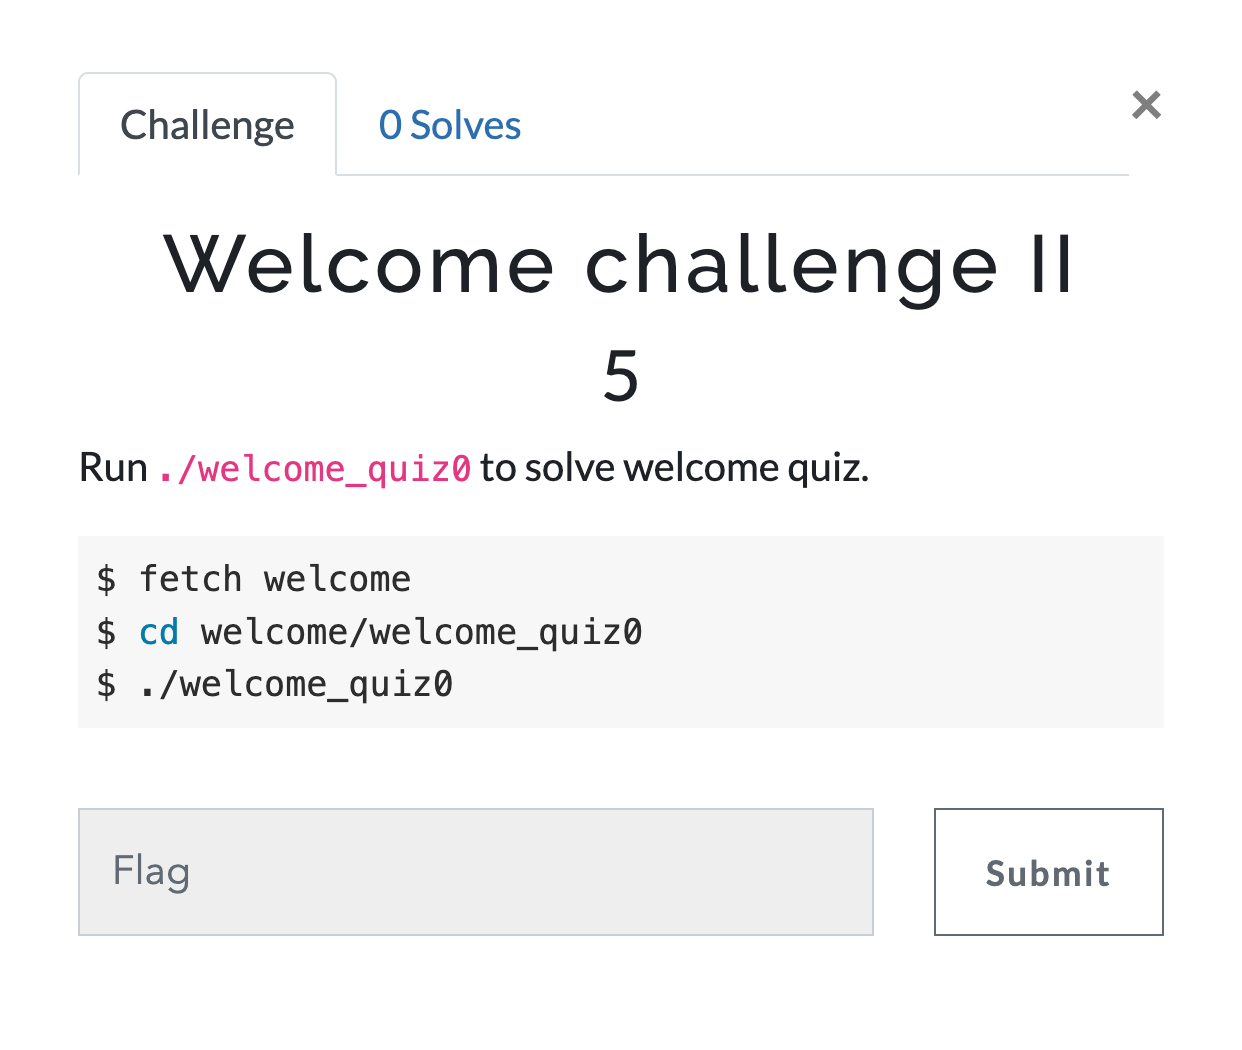 Challenge
0 Solves
×
Welcome challenge II
5
Run ./welcome_quiz0 to solve welcome quiz.
$ fetch welcome
$ cd welcome/welcome_quiz0
$ ./welcome_quiz0
Flag
Submit